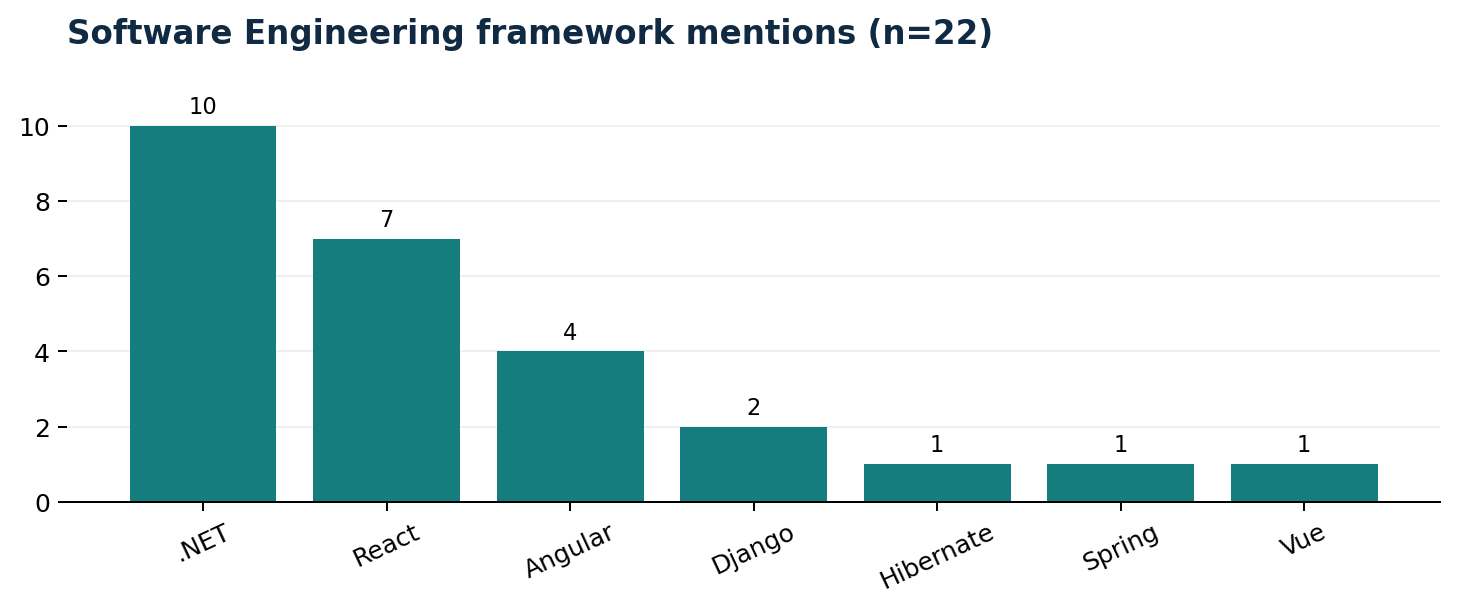 Software Engineering framework mentions (n=22)
10
8
6
4
2
0
10
7
4
2
1
1
1
.NET
React
Angular
Django
Hibernate
Spring
Vue